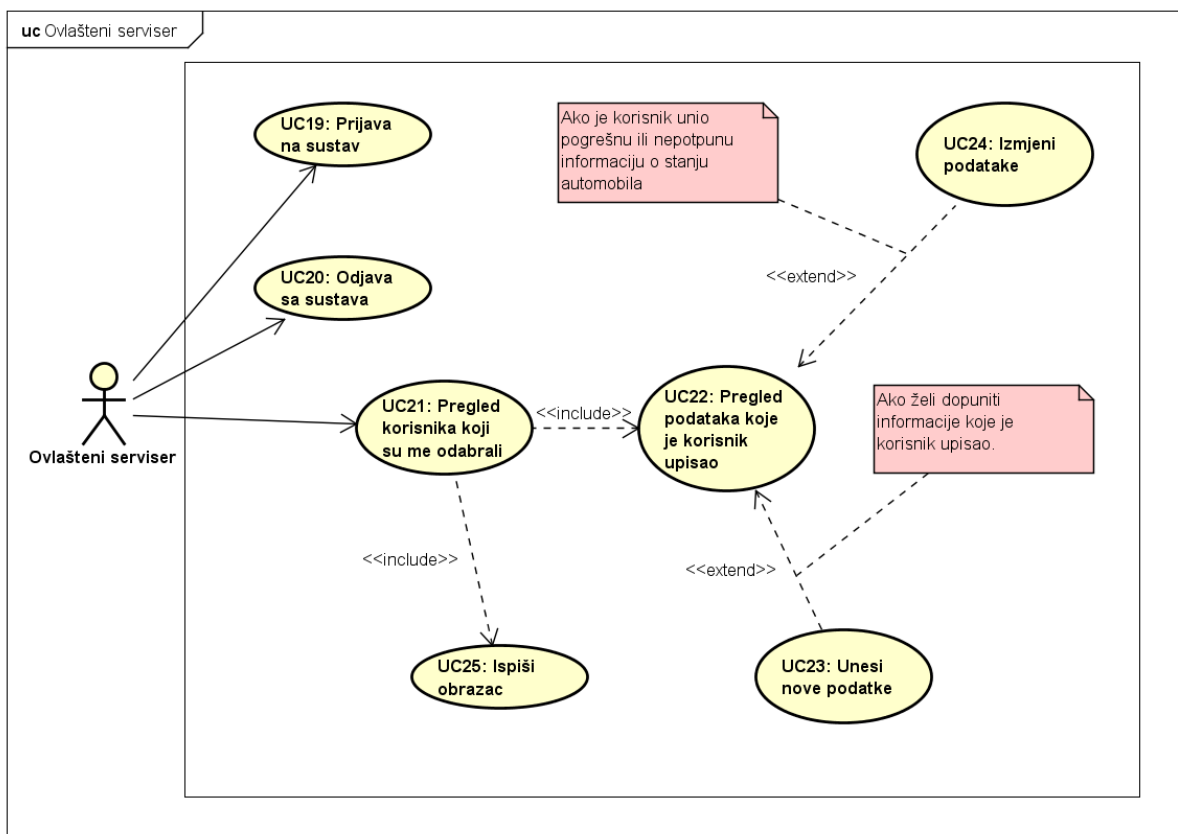 uc Ovlašteni serviser
UC19: Prijava
na sustav
Ako je korisnik unio
pogrešnu ili nepotpunu
informaciju o stanju
automobila
UC24: Izmjeni
podatake
<<extend>>
UC20: Odjava
sa sustava
Ovlašteni serviser
UC21: Pregled
korisnika koji
su me odabrali
<<include>>
UC22: Pregled
podataka koje
je korisnik
upisao
Ako želi dopuniti
informacije koje je
korisnik upisao.
<<include>>
<<extend>>
UC25: Ispiši
obrazac
UC23: Unesi
nove podatke